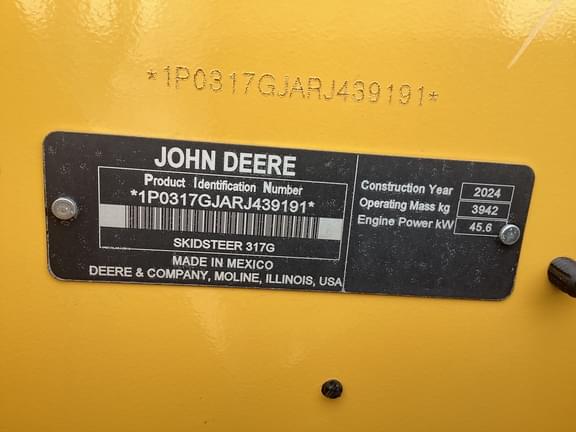 *1P0317GJARJ439191*
JOHN DEERE
Product Identification Number
*1P0317GJARJ439191*
SKIDSTEER 317G
MADE IN MEXICO
DEERE & COMPANY, MOLINE, ILLINOIS, USA
Construction Year 2024
Operating Mass kg 3942
Engine Power kW 45.6